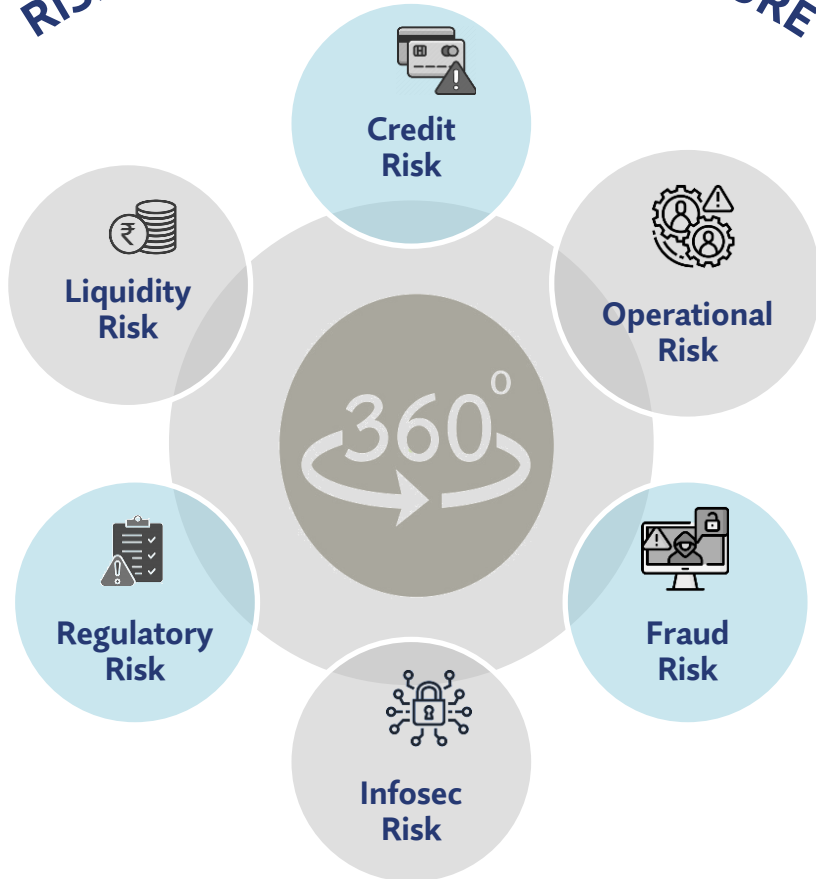 Credit
Risk
Liquidity
Risk
₹
Operational
Risk
360°
Regulatory
Risk
Fraud
Risk
Infosec
Risk